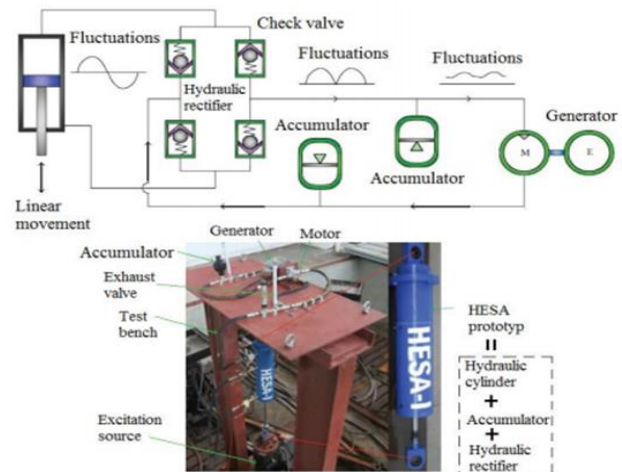 Check valve
Fluctuations
Fluctuations
Fluctuations
Hydraulic
rectifier
Generator
Accumulator
M
E
Accumulator
Linear
movement
Generator
Motor
Accumulator
Exhaust
valve
Test
bench
HESA-I
HESA-I
HESA
prototyp
=
Hydraulic
cylinder
+
Accumulator
+
Hydraulic
rectifier
Excitation
source